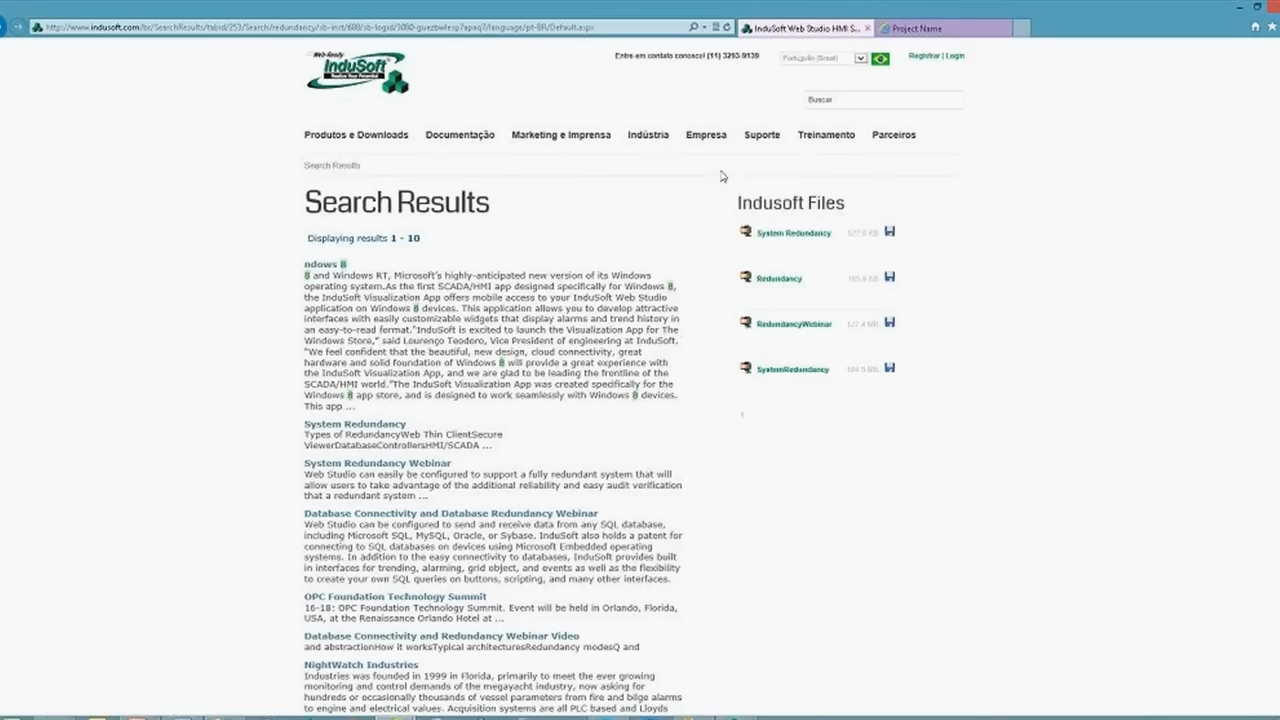 InduSoft Web Studio HMI S...
Project Name
Web Ready
InduSoft
Entre em contato conosco! (11) 3293-9139
Português (Brasil)
Registrar | Login
Buscar
Produtos e Downloads
Documentação
Marketing e Imprensa
Indústria
Empresa
Suporte
Treinamento
Parceiros
Search Results
Search Results
Displaying results 1 - 10
ndows 8
8 and Windows RT, Microsoft's highly-anticipated new version of its Windows
operating system.As the first SCADA/HMI app designed specifically for Windows 8,
the InduSoft Visualization App offers mobile access to your InduSoft Web Studio
application on Windows 8 devices. This application allows you to develop attractive
interfaces with easily customizable widgets that display alarms and trend history in
an easy-to-read format."InduSoft is excited to launch the Visualization App for The
Windows Store," said Lourenço Teodoro, Vice President of engineering at InduSoft.
"We feel confident that the beautiful, new design, cloud connectivity, great
hardware and solid foundation of Windows 8 will provide a great experience with
the InduSoft Visualization App, and we are glad to be leading the frontline of the
SCADA/HMI world."The InduSoft Visualization App was created specifically for the
Windows 8 app store, and is designed to work seamlessly with Windows 8 devices.
This app ...
System Redundancy
Types of RedundancyWeb Thin ClientSecure
ViewerDatabaseControllersHMI/SCADA ...
System Redundancy Webinar
Web Studio can easily be configured to support a fully redundant system that will
allow users to take advantage of the additional reliability and easy audit verification
that a redundant system ...
Database Connectivity and Database Redundancy Webinar
Web Studio can be configured to send and receive data from any SQL database,
including Microsoft SQL, MySQL, Oracle, or Sybase. InduSoft also holds a patent for
connecting to SQL databases on devices using Microsoft Embedded operating
systems. In addition to the easy connectivity to databases, InduSoft provides built
in interfaces for trending, alarming, grid object, and events as well as the flexibility
to create your own SQL queries on buttons, scripting, and many other interfaces.
OPC Foundation Technology Summit
16-18: OPC Foundation Technology Summit. Event will be held in Orlando, Florida,
USA, at the Renaissance Orlando Hotel at ...
Database Connectivity and Redundancy Webinar Video
and abstractionHow it worksTypical architecturesRedundancy modesQ and
NightWatch Industries
Industries was founded in 1999 in Florida, primarily to meet the ever growing
monitoring and control demands of the megayacht industry, now asking for
hundreds or occasionally thousands of vessel parameters from fire and bilge alarms
to engine and electrical values. Acquisition systems are all PLC based and Lloyds
Indusoft Files
System Redundancy
Redundancy
RedundancyWebinar
SystemRedundancy